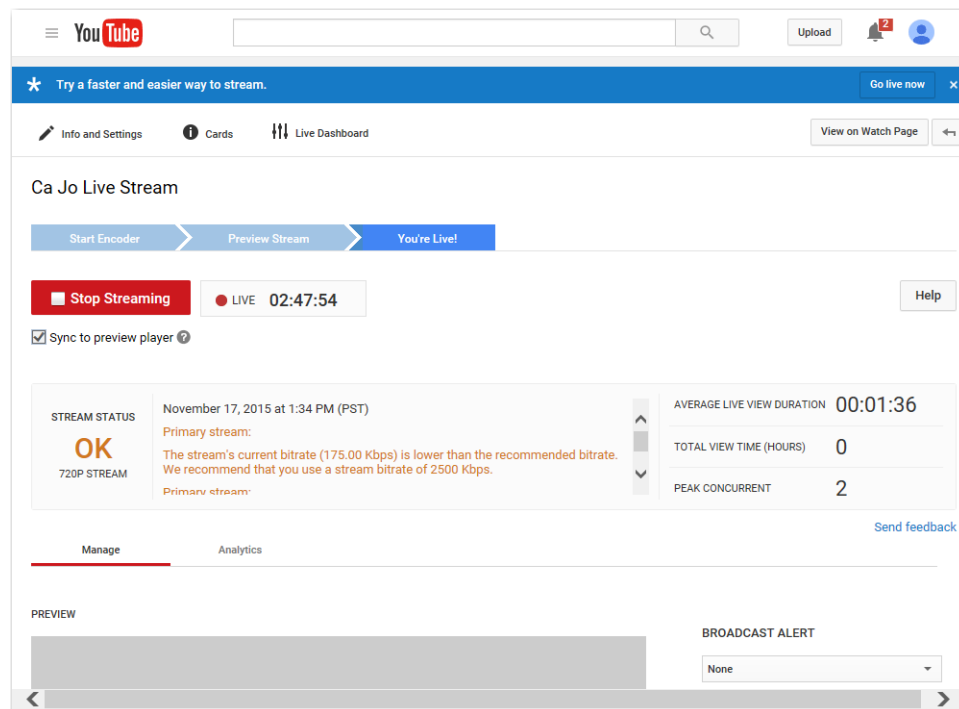 YouTube
Upload
2
Try a faster and easier way to stream.
Go live now
×
Info and Settings
Cards
Live Dashboard
View on Watch Page
Ca Jo Live Stream
Start Encoder
Preview Stream
You're Live!
Stop Streaming
LIVE 02:47:54
Help
Sync to preview player ?
STREAM STATUS
OK
720P STREAM
November 17, 2015 at 1:34 PM (PST)
Primary stream:
The stream's current bitrate (175.00 Kbps) is lower than the recommended bitrate.
We recommend that you use a stream bitrate of 2500 Kbps.
Primary stream:
AVERAGE LIVE VIEW DURATION 00:01:36
TOTAL VIEW TIME (HOURS) 0
PEAK CONCURRENT 2
Send feedback
Manage
Analytics
PREVIEW
BROADCAST ALERT
None